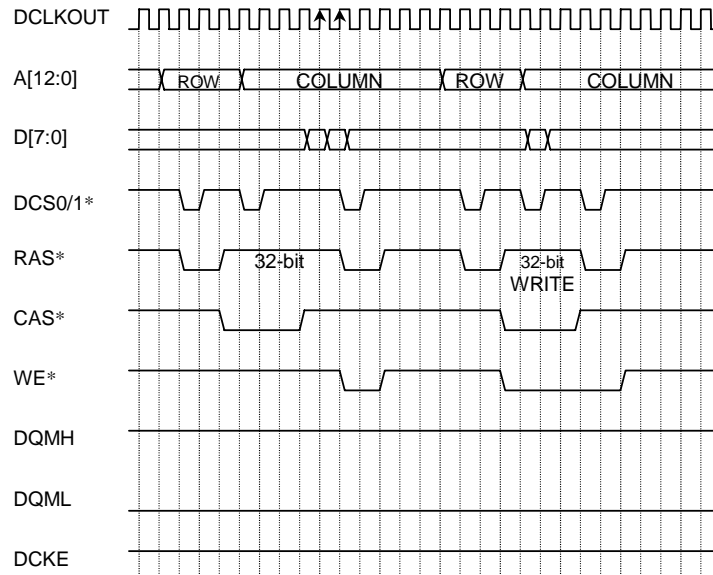 DCLKOUT
A[12:0]
ROW COLUMN ROW COLUMN
D[7:0]
DCS0/1*
RAS*
32-bit
32-bit
WRITE
CAS*
WE*
DQMH
DQML
DCKE